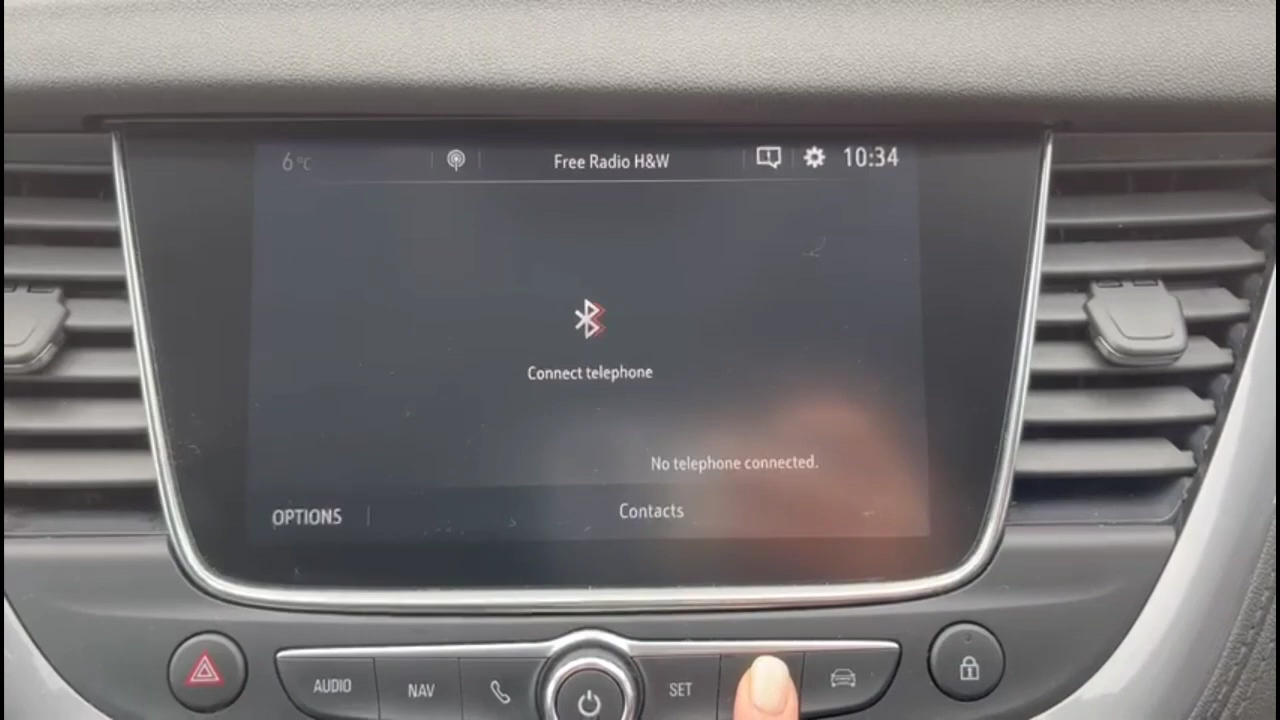 6°C
Free Radio H&W
10:34
Connect telephone
No telephone connected.
OPTIONS
Contacts
AUDIO
NAV
SET